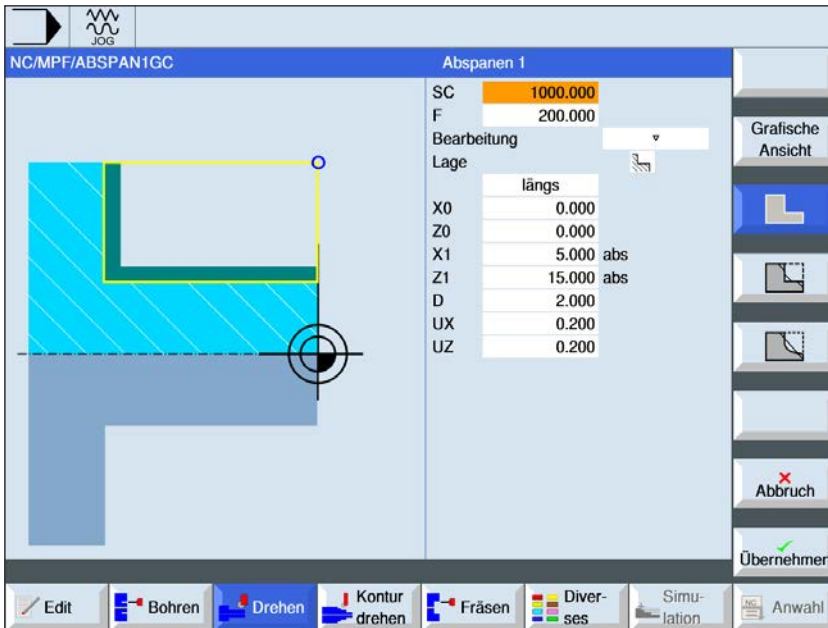 JOG
NC/MPF/ABSPAN1GC
Abspanen 1
SC 1000.000
F 200.000
Bearbeitung
Lage
längs
X0 0.000
Z0 0.000
X1 5.000 abs
Z1 15.000 abs
D 2.000
UX 0.200
UZ 0.200
Grafische
Ansicht
Abbruch
Übernehmen
Edit
Bohren
Drehen
Kontur
drehen
Fräsen
Diver-
ses
Simu-
lation
NC
Anwahl